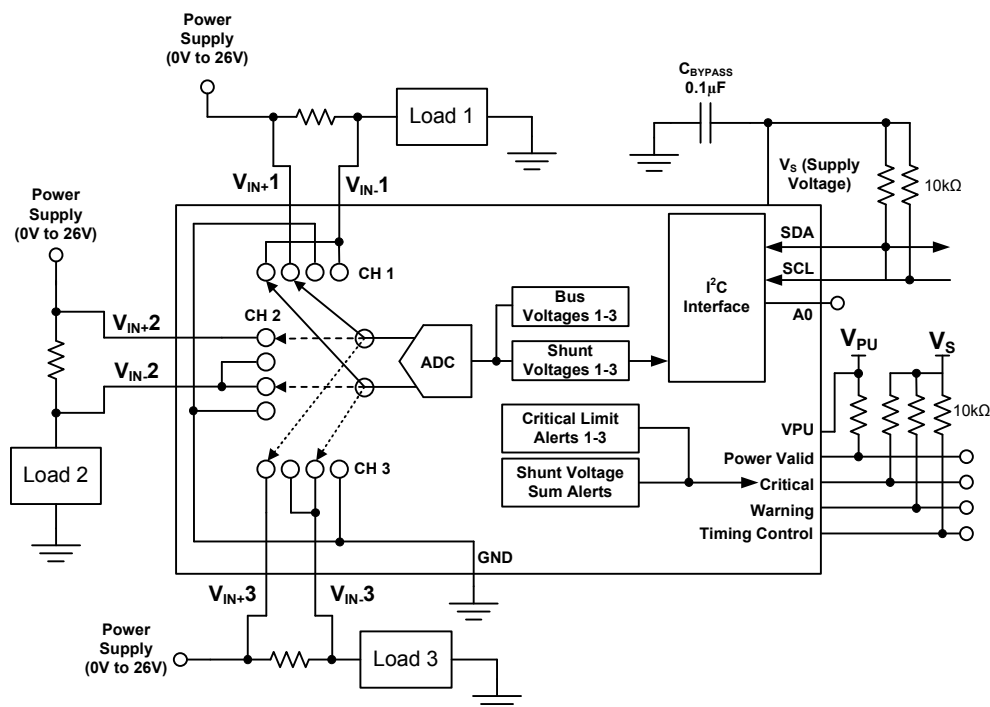 Power
Supply
(0V to 26V)
Load 1
CBYPASS
0.1µF
VIN+1
VIN-1
VS (Supply
Voltage)
10kΩ
Power
Supply
(0V to 26V)
SDA
SCL
I2C
Interface
A0
CH 1
CH 2
VIN+2
VIN-2
ADC
Bus
Voltages 1-3
Shunt
Voltages 1-3
VPU
VS
10kΩ
Critical Limit
Alerts 1-3
Shunt Voltage
Sum Alerts
VPU
Power Valid
Critical
Warning
Timing Control
Load 2
CH 3
GND
VIN+3
VIN-3
Power
Supply
(0V to 26V)
Load 3